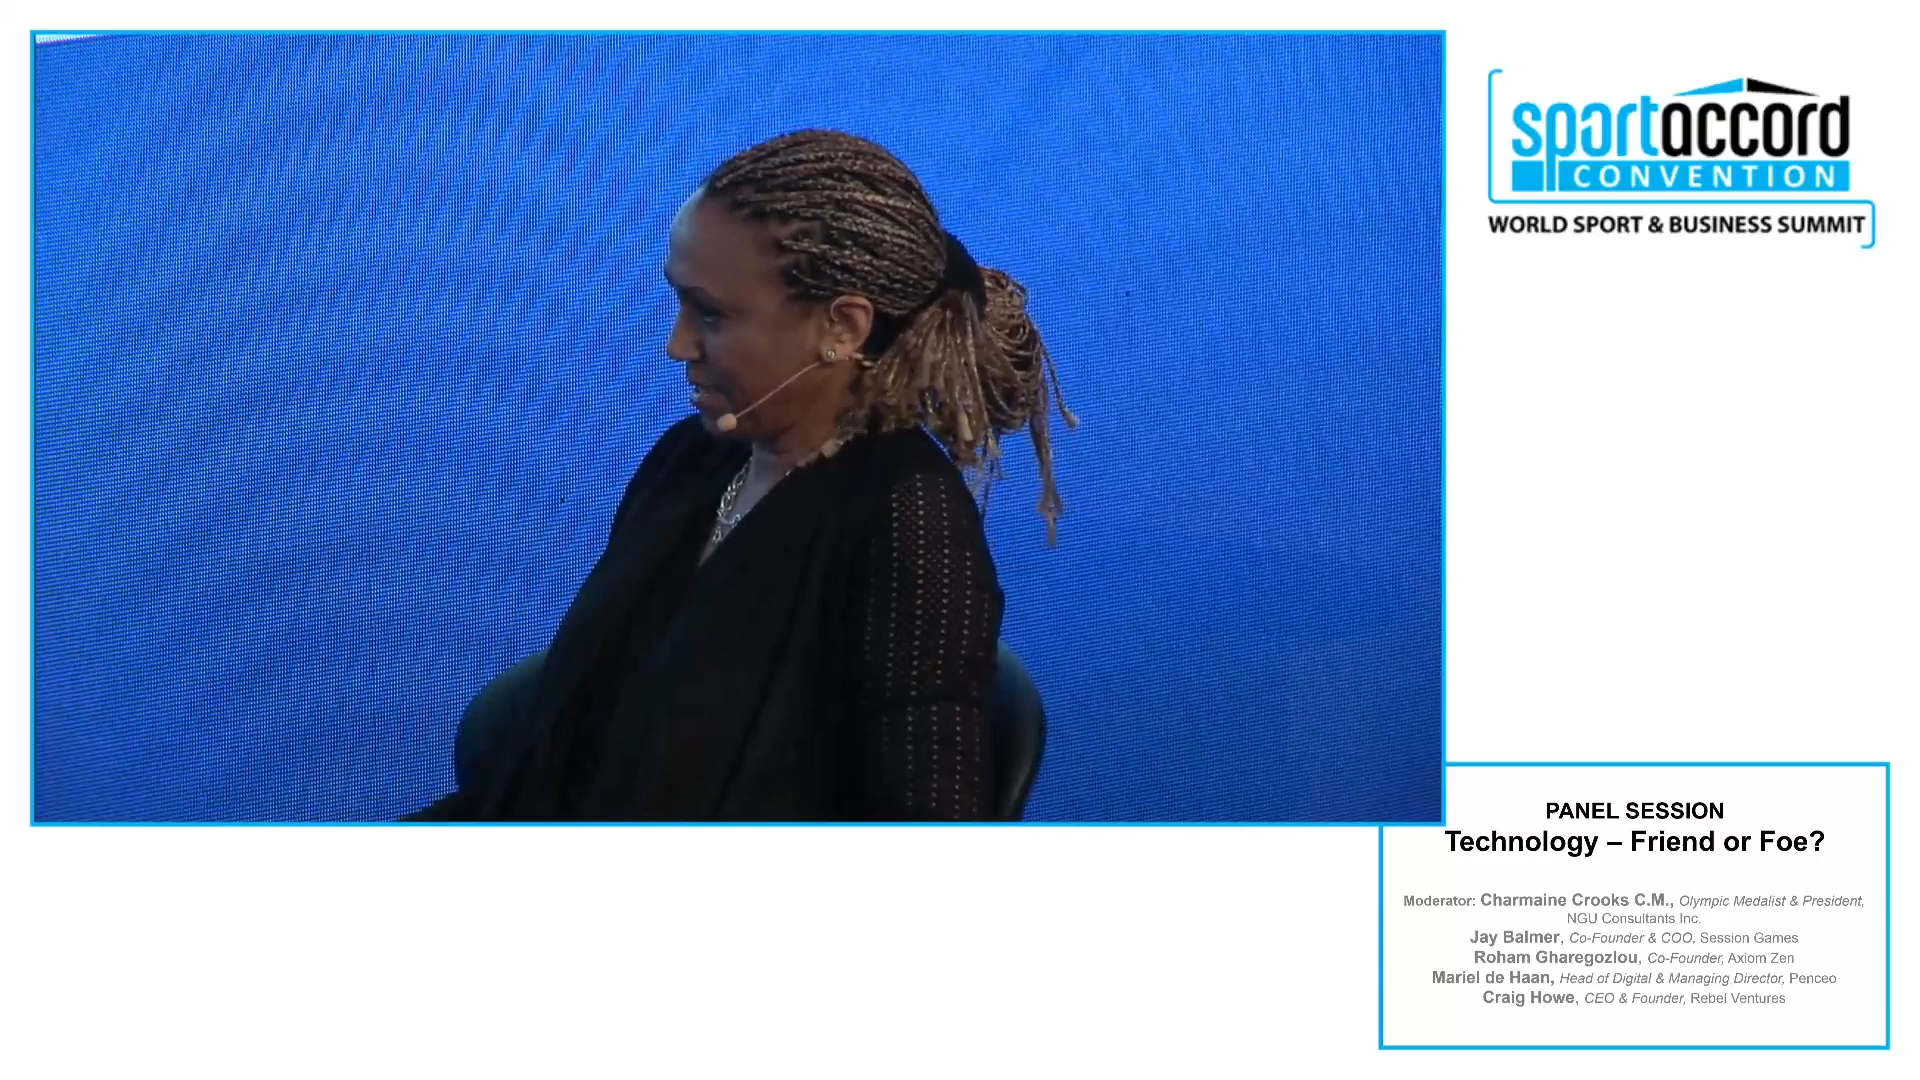 sportaccord
CONVENTION
WORLD SPORT & BUSINESS SUMMIT
PANEL SESSION
Technology – Friend or Foe?
Moderator: Charmaine Crooks C.M., Olympic Medalist & President,
NGU Consultants Inc.
Jay Balmer, Co-Founder & COO, Session Games
Roham Gharegozlou, Co-Founder, Axiom Zen
Mariel de Haan, Head of Digital & Managing Director, Penceo
Craig Howe, CEO & Founder, Rebel Ventures